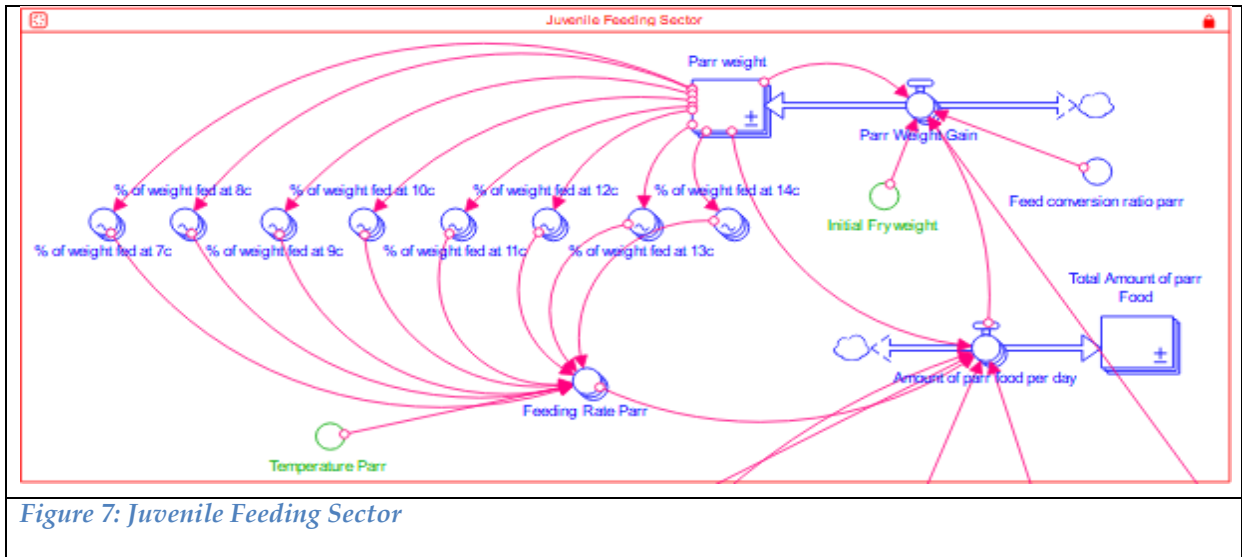 Juvenile Feeding Sector
Parr weight
Parr Weight Gain
% of weight fed at 8c
% of weight fed at 10c
% of weight fed at 12c
% of weight fed at 14c
Feed conversion ratio parr
Initial Fry weight
% of weight fed at 7c
% of weight fed at 9c
% of weight fed at 11c
% of weight fed at 13c
Total Amount of parr
Food
Amount of parr food per day
Feeding Rate Parr
Temperature Parr
Figure 7: Juvenile Feeding Sector